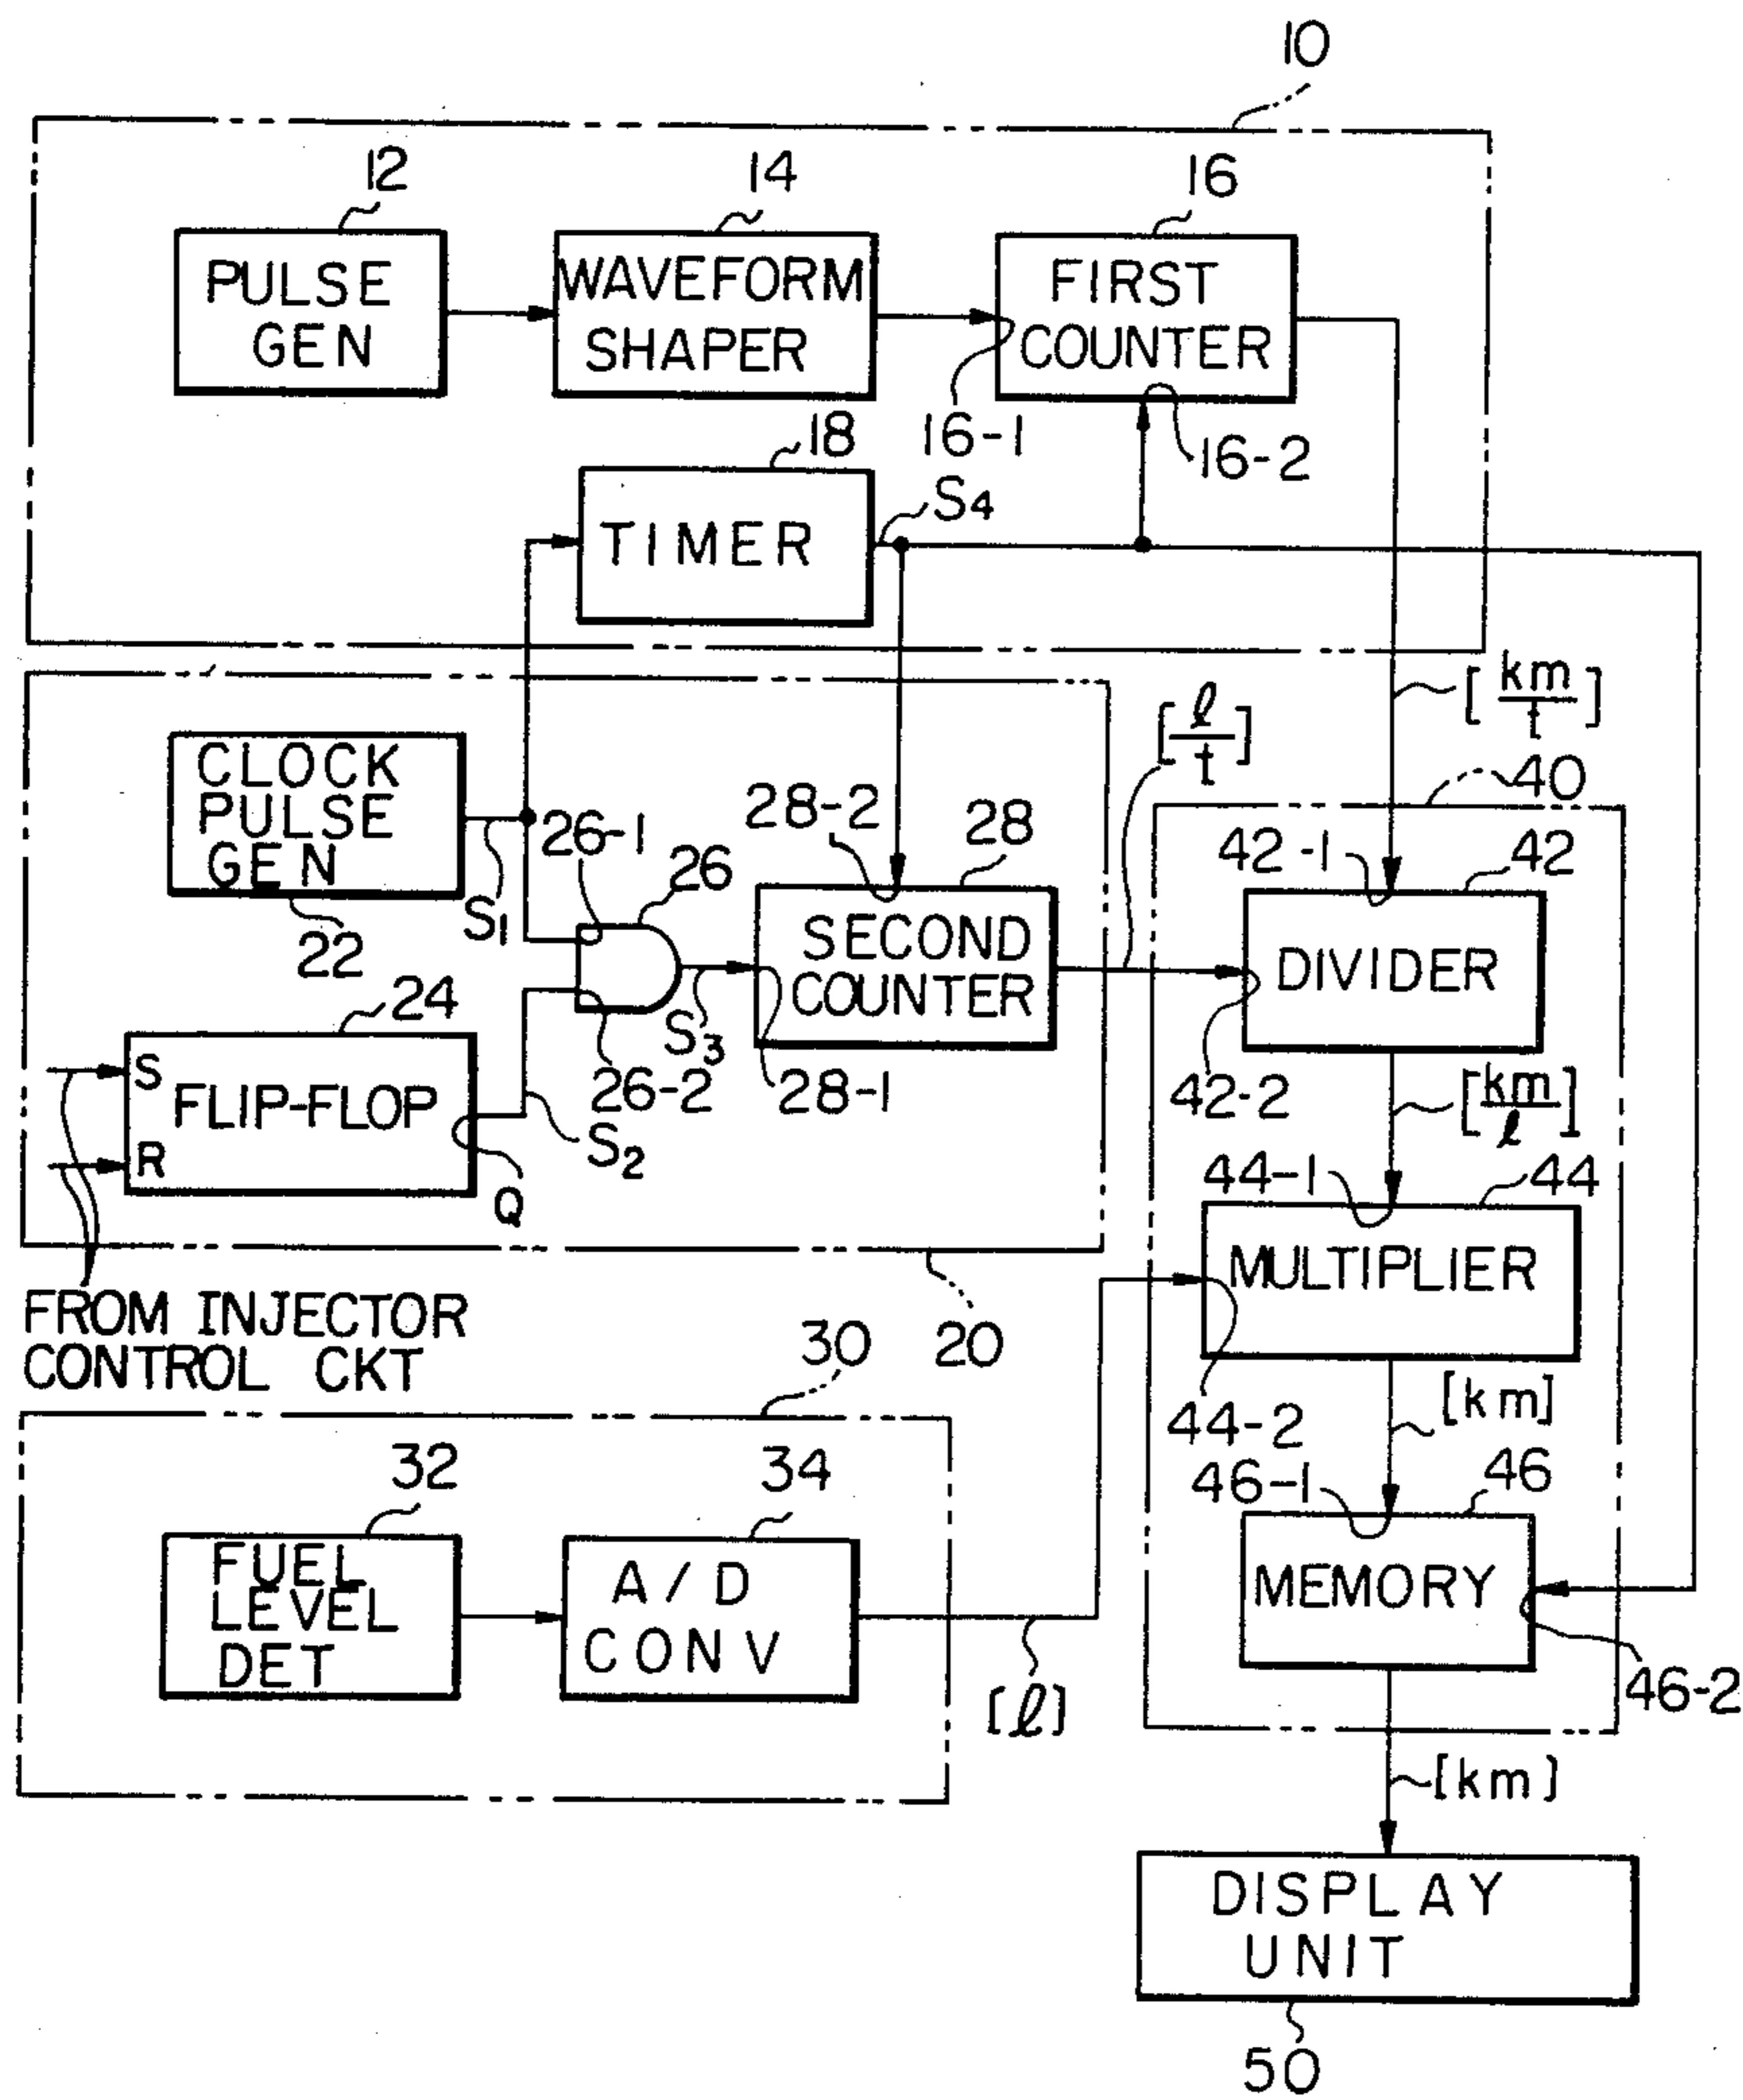 10
12
14
16
PULSE
GEN
WAVEFORM
SHAPER
FIRST
COUNTER
16-1
16-2
18
TIMER
S4
[km/t]
[ℓ/t]
40
CLOCK
PULSE
GEN
22
S1
26-1
26
28-2
28
SECOND
COUNTER
42-1
42
DIVIDER
24
S
R
FLIP-FLOP
Q
S2
26-2
S3
28-1
42-2
[km/ℓ]
44-1
44
MULTIPLIER
FROM INJECTOR
CONTROL CKT
20
30
44-2
[km]
32
34
46-1
46
FUEL
LEVEL
DET
A/D
CONV
MEMORY
[ℓ]
46-2
[km]
DISPLAY
UNIT
50